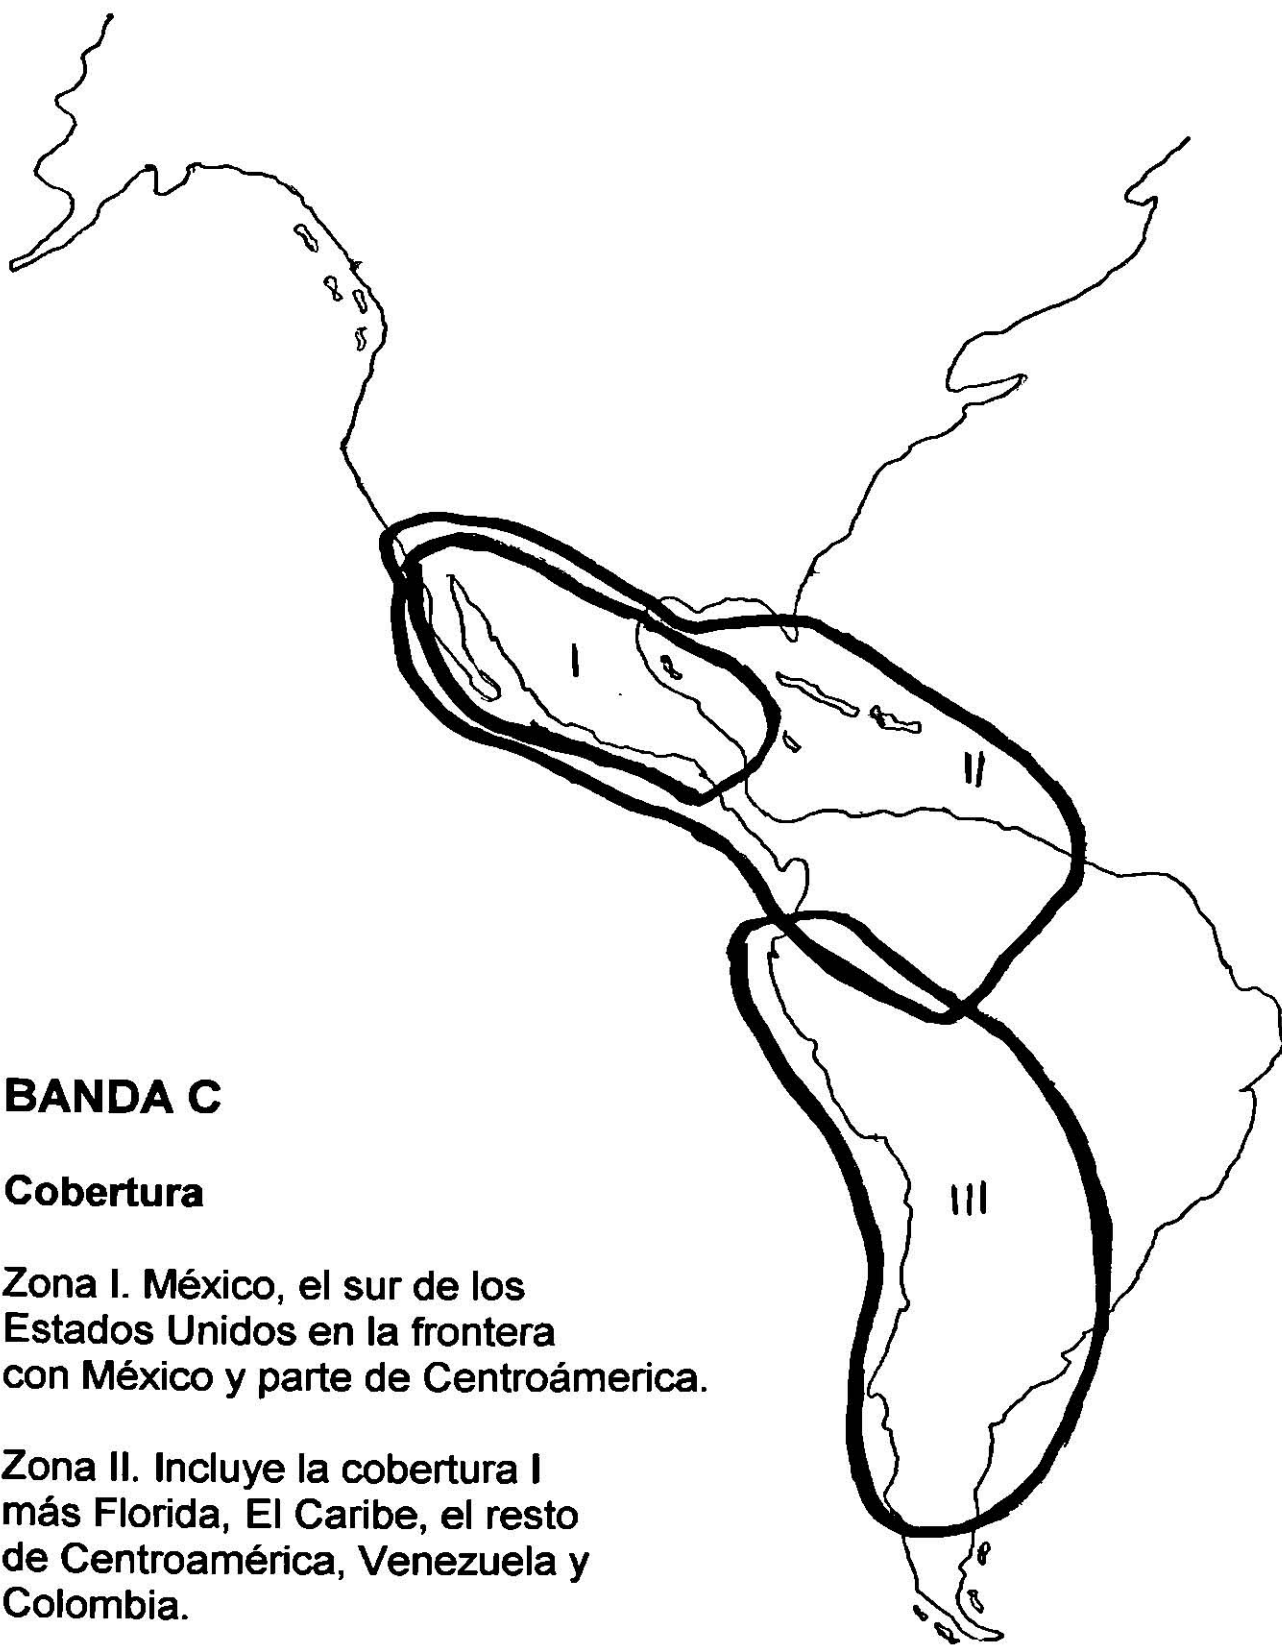 I
II
III
BANDA C
Cobertura
Zona I. México, el sur de los
Estados Unidos en la frontera
con México y parte de Centroámerica.
Zona II. Incluye la cobertura I
más Florida, El Caribe, el resto
de Centroamérica, Venezuela y
Colombia.